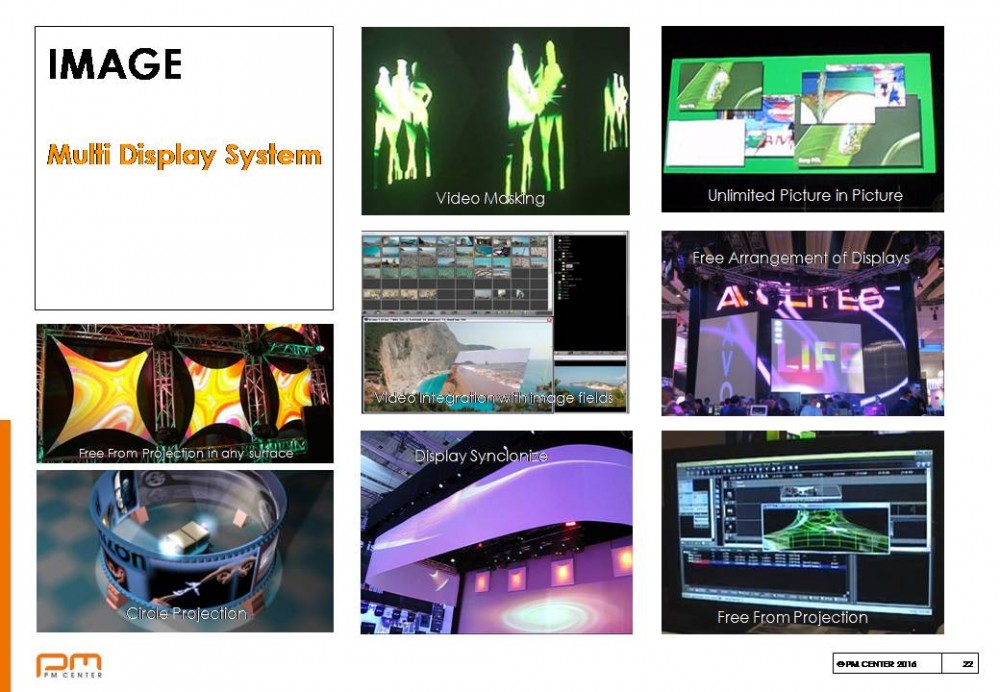 IMAGE
Multi Display System
Video Masking
Unlimited Picture in Picture
Free Arrangement of Displays
LIFE
Video Integration with image fields
Free From Projection in any surface
Display Synclonize
Circle Projection
Free From Projection
PM
PM CENTER
©PM CENTER 2016
22